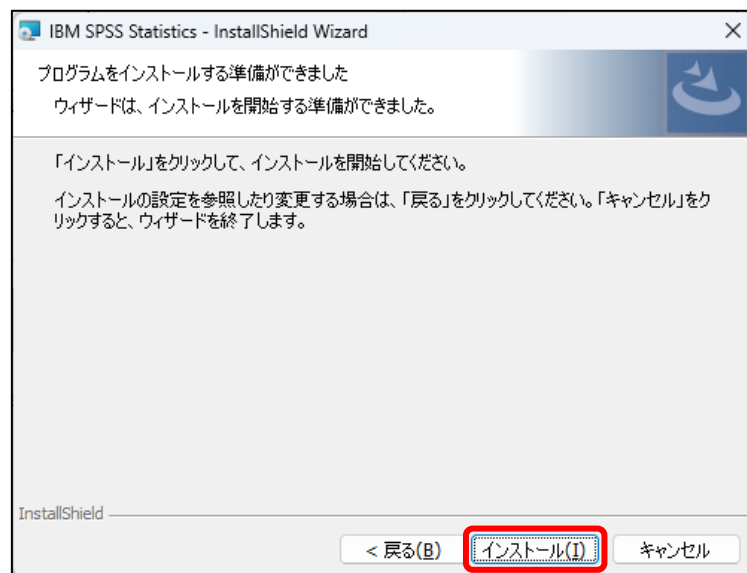 IBM SPSS Statistics - InstallShield Wizard
プログラムをインストールする準備ができました
ウィザードは、インストールを開始する準備ができました。
「インストール」をクリックして、インストールを開始してください。
インストールの設定を参照したり変更する場合は、「戻る」をクリックしてください。「キャンセル」をク
リックすると、ウィザードを終了します。
InstallShield
< 戻る(B) インストール(I) キャンセル